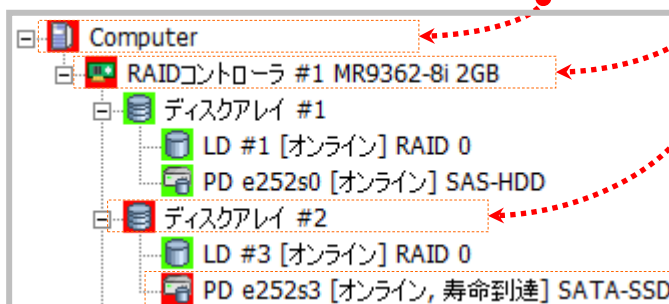 Computer
RAIDコントローラ #1 MR9362-8i 2GB
ディスクアレイ #1
LD #1 [オンライン] RAID 0
PD e252s0 [オンライン] SAS-HDD
ディスクアレイ #2
LD #3 [オンライン] RAID 0
PD e252s3 [オンライン, 寿命到達] SATA-SSD